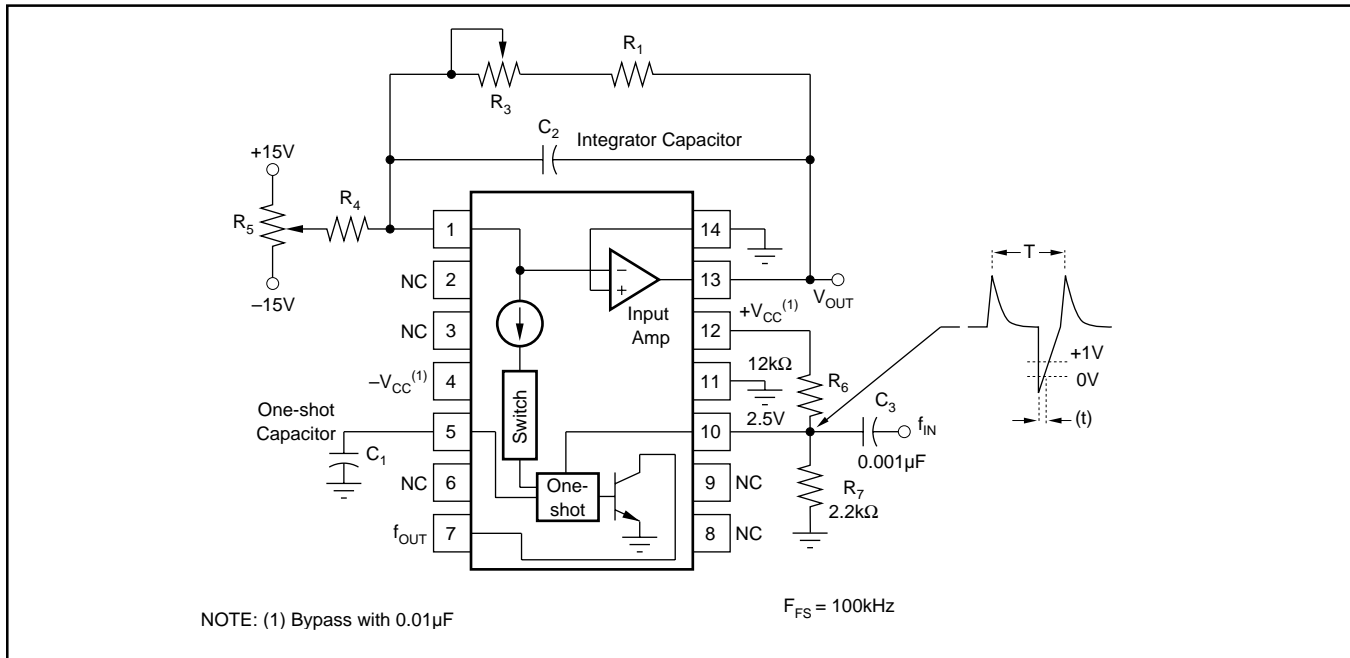 R1
R3
C2
Integrator Capacitor
+15V
R4
R5
–15V
1
14
NC
2
13
VOUT
T
NC
3
Input
Amp
12
+VCC(1)
+1V
0V
(t)
–VCC(1)
4
Switch
11
12kΩ
R6
C3
fIN
One-shot
Capacitor
C1
5
10
2.5V
0.001µF
NC
6
One-
shot
9
NC
R7
2.2kΩ
fOUT
7
8
NC
NOTE: (1) Bypass with 0.01µF
FFS = 100kHz